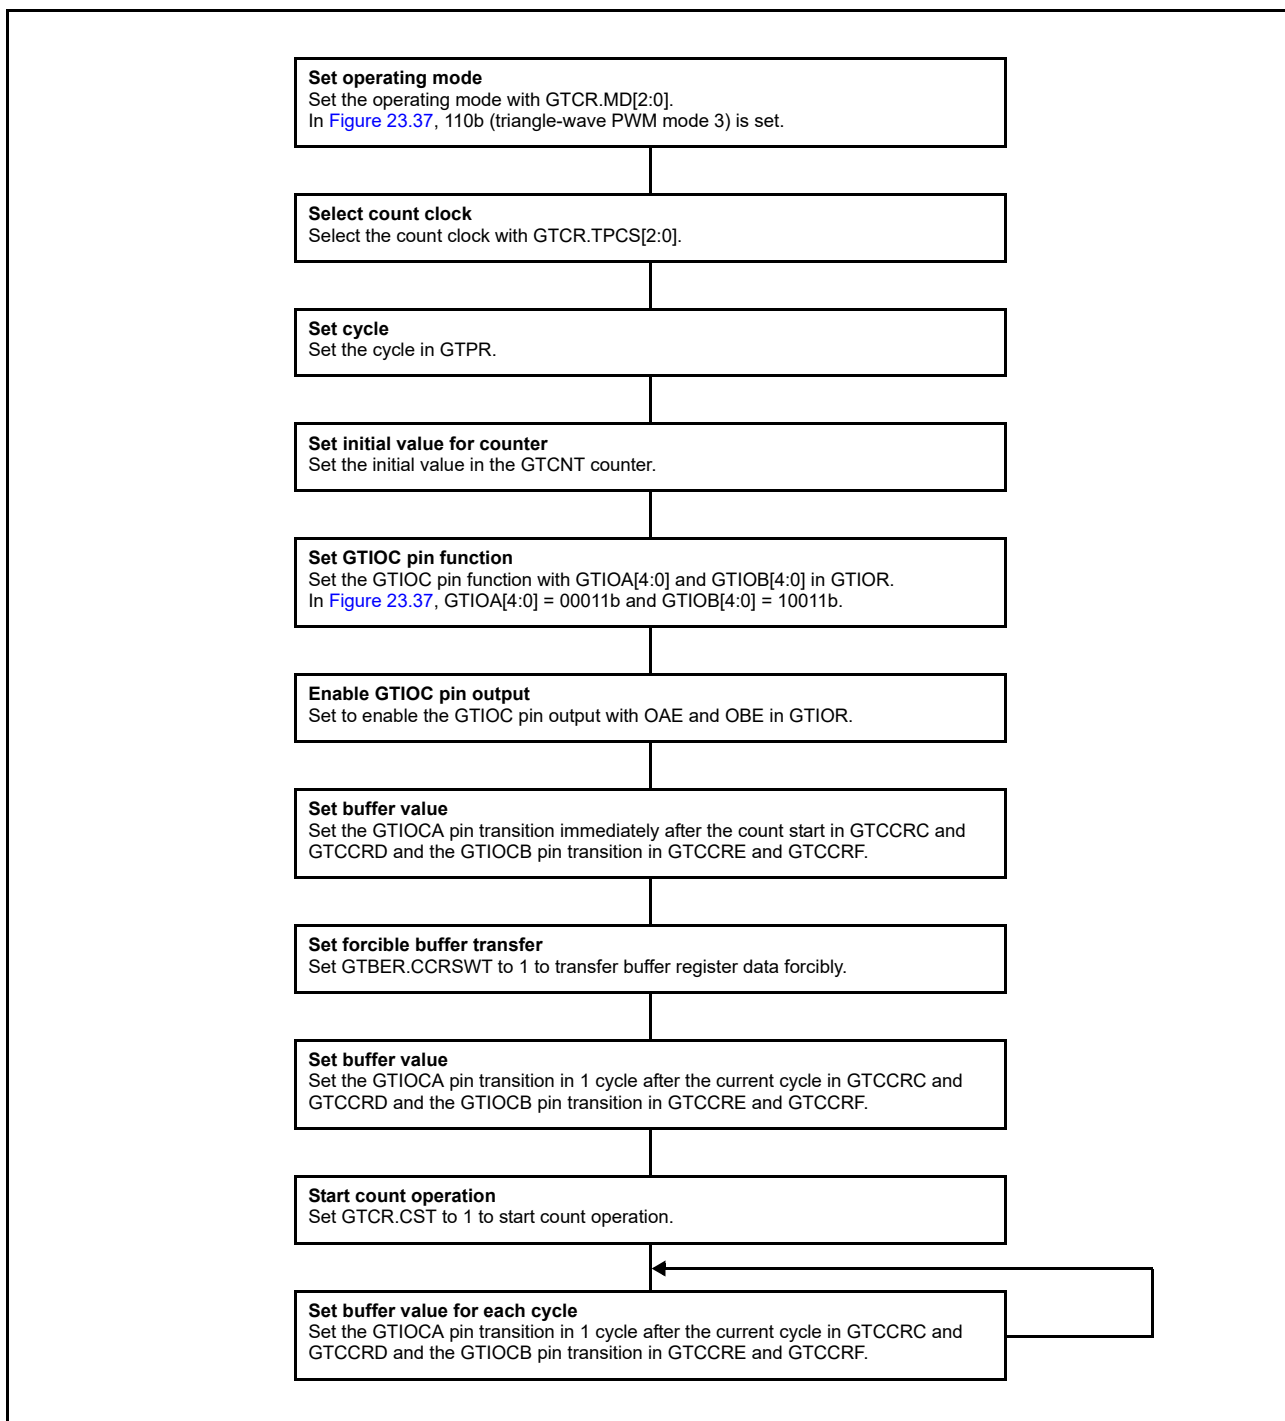 Set operating mode
Set the operating mode with GTCR.MD[2:0].
In Figure 23.37, 110b (triangle-wave PWM mode 3) is set.
Select count clock
Select the count clock with GTCR.TPCS[2:0].
Set cycle
Set the cycle in GTPR.
Set initial value for counter
Set the initial value in the GTCNT counter.
Set GTIOC pin function
Set the GTIOC pin function with GTIOA[4:0] and GTIOB[4:0] in GTIOR.
In Figure 23.37, GTIOA[4:0] = 00011b and GTIOB[4:0] = 10011b.
Enable GTIOC pin output
Set to enable the GTIOC pin output with OAE and OBE in GTIOR.
Set buffer value
Set the GTIOCA pin transition immediately after the count start in GTCCRC and
GTCCRD and the GTIOCB pin transition in GTCCRE and GTCCRF.
Set forcible buffer transfer
Set GTBER.CCRSWT to 1 to transfer buffer register data forcibly.
Set buffer value
Set the GTIOCA pin transition in 1 cycle after the current cycle in GTCCRC and
GTCCRD and the GTIOCB pin transition in GTCCRE and GTCCRF.
Start count operation
Set GTCR.CST to 1 to start count operation.
Set buffer value for each cycle
Set the GTIOCA pin transition in 1 cycle after the current cycle in GTCCRC and
GTCCRD and the GTIOCB pin transition in GTCCRE and GTCCRF.